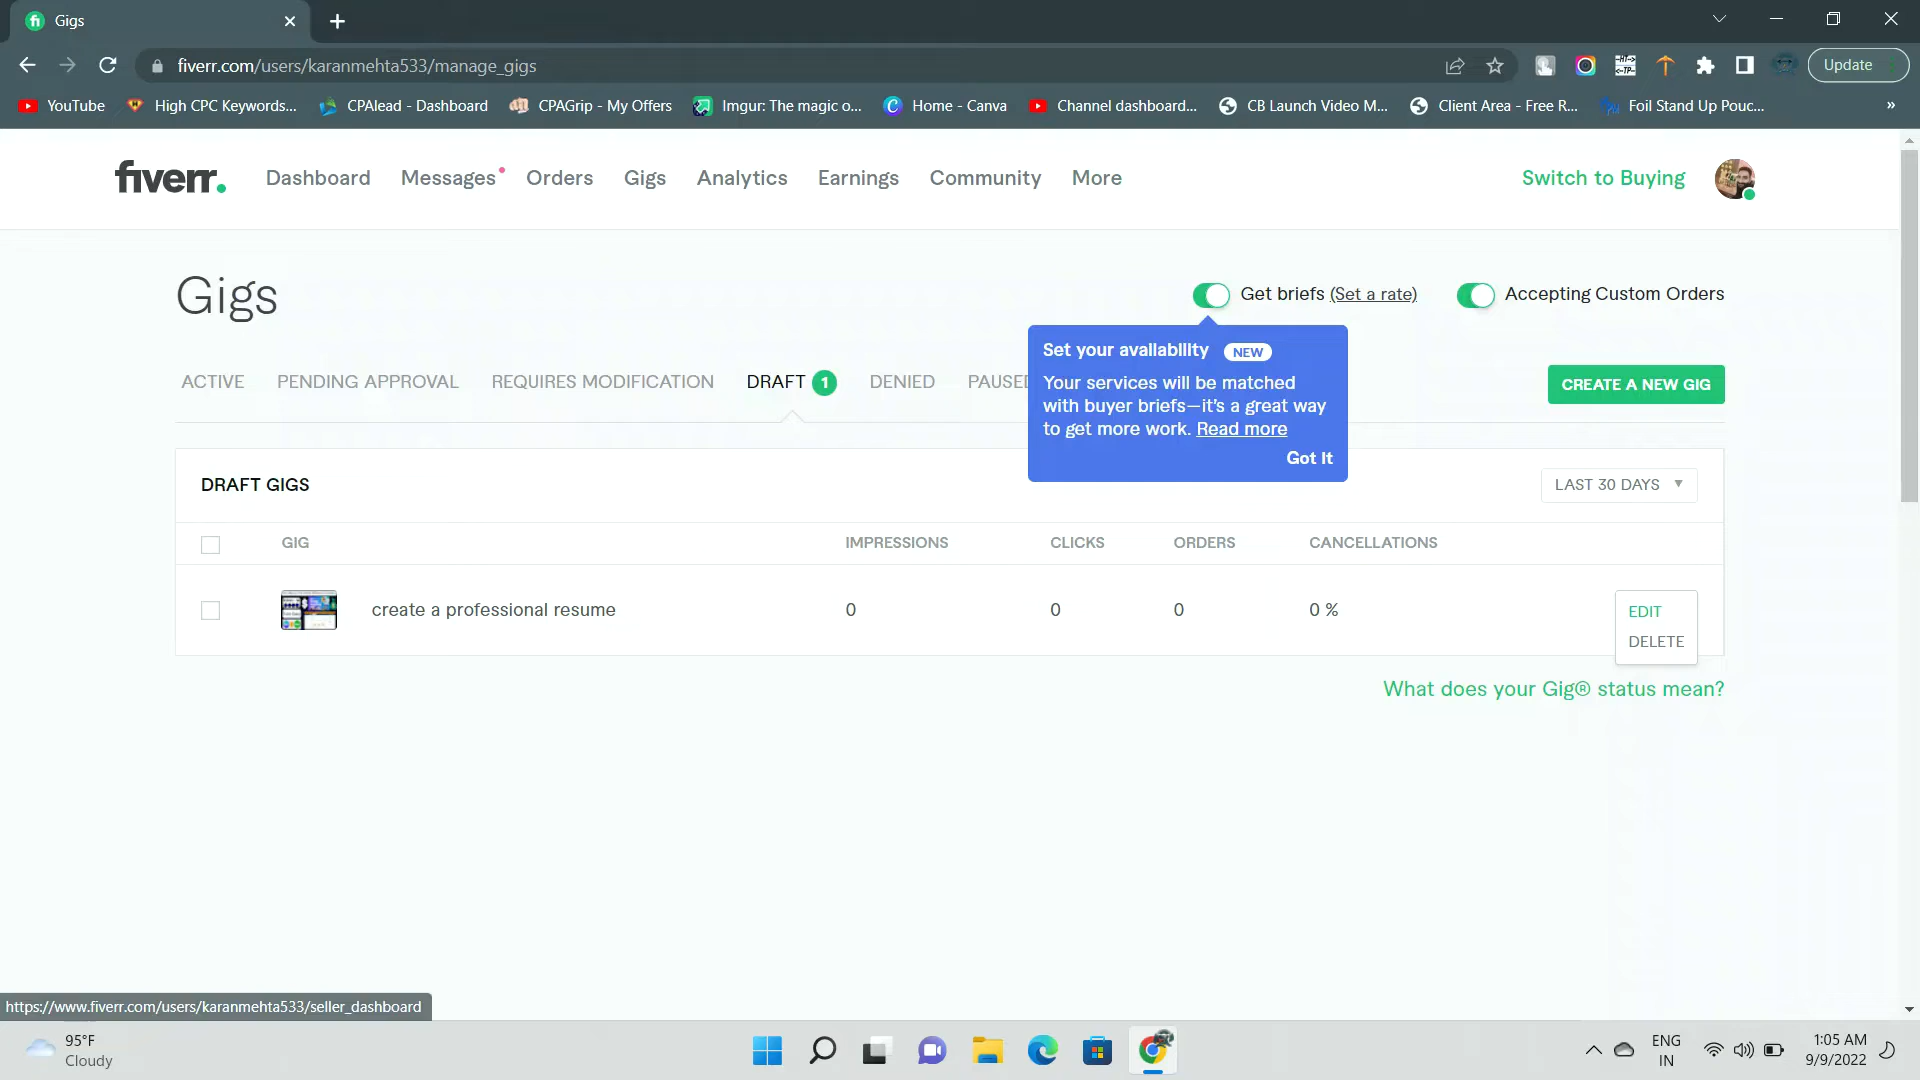 Gigs
fiverr.com/users/karanmehta533/manage_gigs
Update
YouTube
High CPC Keywords...
CPAlead - Dashboard
CPAGrip - My Offers
Imgur: The magic o...
Home - Canva
Channel dashboard...
CB Launch Video M...
Client Area - Free R...
Foil Stand Up Pouc...
»
fiverr.
Dashboard
Messages
Orders
Gigs
Analytics
Earnings
Community
More
Switch to Buying
Gigs
Get briefs (Set a rate)
Accepting Custom Orders
ACTIVE
PENDING APPROVAL
REQUIRES MODIFICATION
DRAFT 1
DENIED
PAUSED
Set your availability NEW
Your services will be matched
with buyer briefs—it's a great way
to get more work. Read more
Got It
CREATE A NEW GIG
DRAFT GIGS
LAST 30 DAYS
GIG
IMPRESSIONS
CLICKS
ORDERS
CANCELLATIONS
create a professional resume
0
0
0
0 %
EDIT
DELETE
What does your Gig® status mean?
https://www.fiverr.com/users/karanmehta533/seller_dashboard
95°F
Cloudy
ENG
IN
1:05 AM
9/9/2022